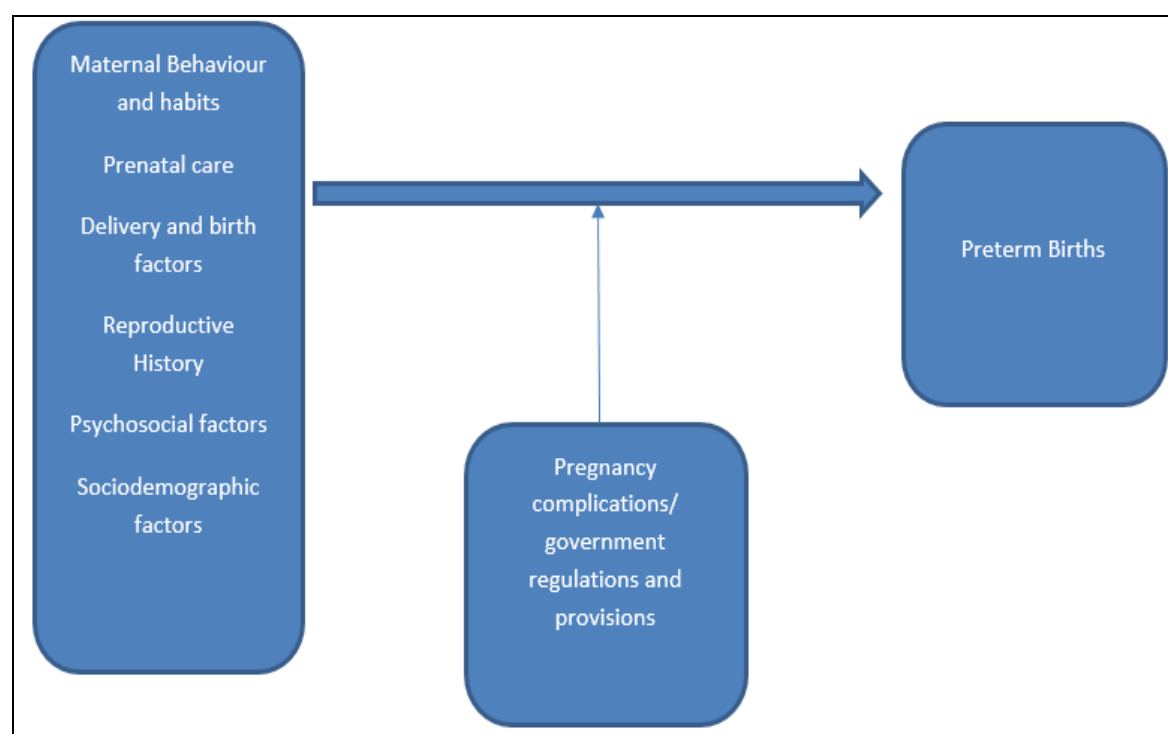 Maternal Behaviour
and habits
Prenatal care
Delivery and birth
factors
Reproductive
History
Psychosocial factors
Sociodemographic
factors
Preterm Births
Pregnancy
complications/
government
regulations and
provisions